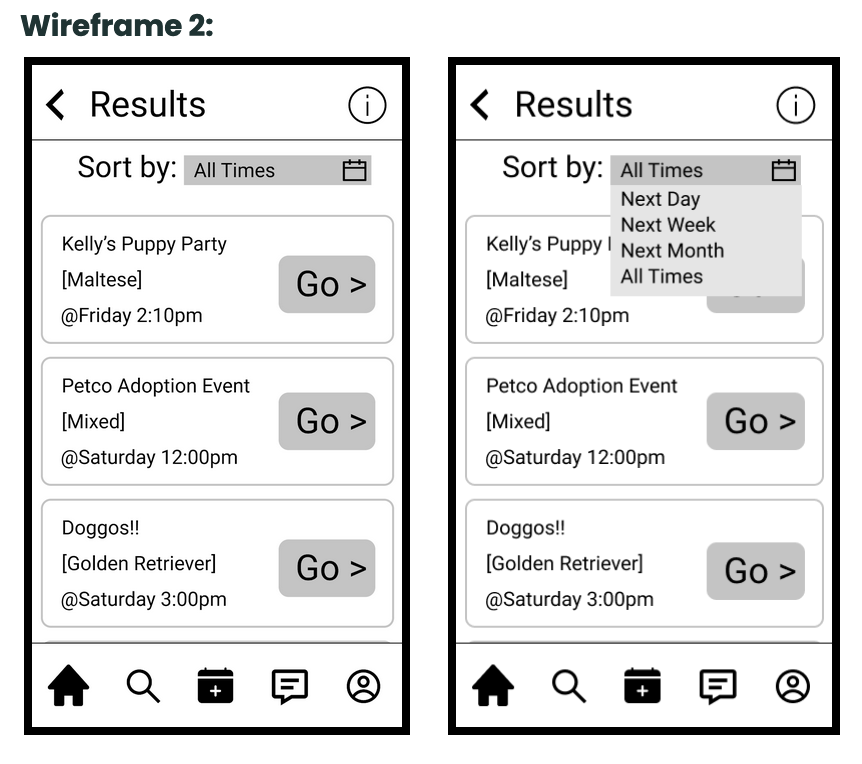 Wireframe 2:
Results
Sort by: All Times
Kelly’s Puppy Party
[Maltese]
@Friday 2:10pm
Go >
Petco Adoption Event
[Mixed]
@Saturday 12:00pm
Go >
Doggos!!
[Golden Retriever]
@Saturday 3:00pm
Go >
Results
Sort by: All Times
Next Day
Next Week
Next Month
All Times
Kelly’s Puppy
[Maltese]
@Friday 2:10pm
Petco Adoption Event
[Mixed]
@Saturday 12:00pm
Go >
Doggos!!
[Golden Retriever]
@Saturday 3:00pm
Go >